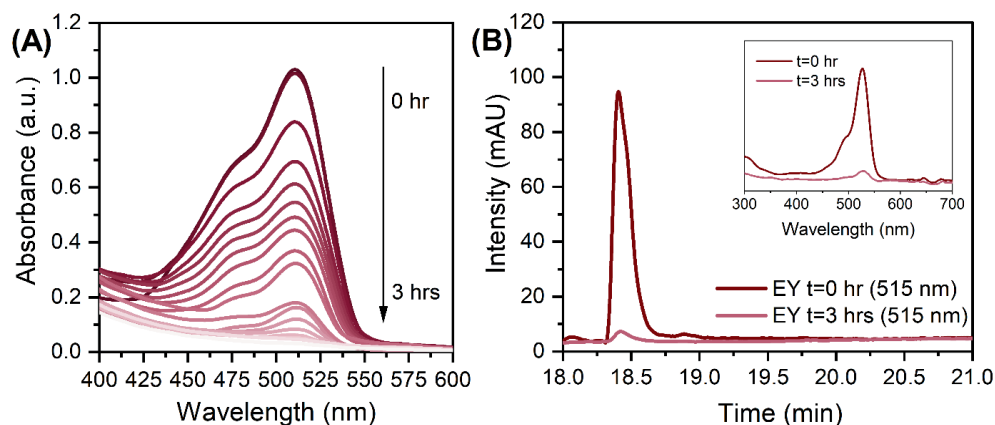 (A)
Absorbance (a.u.)
1.2
1.0
0.8
0.6
0.4
0.2
0.0
0 hr
3 hrs
400 425 450 475 500 525 550 575 600
Wavelength (nm)
(B)
Intensity (mAU)
120
100
80
60
40
20
0
t=0 hr
t=3 hrs
300 400 500 600 700
Wavelength (nm)
EY t=0 hr (515 nm)
EY t=3 hrs (515 nm)
18.0 18.5 19.0 19.5 20.0 20.5 21.0
Time (min)